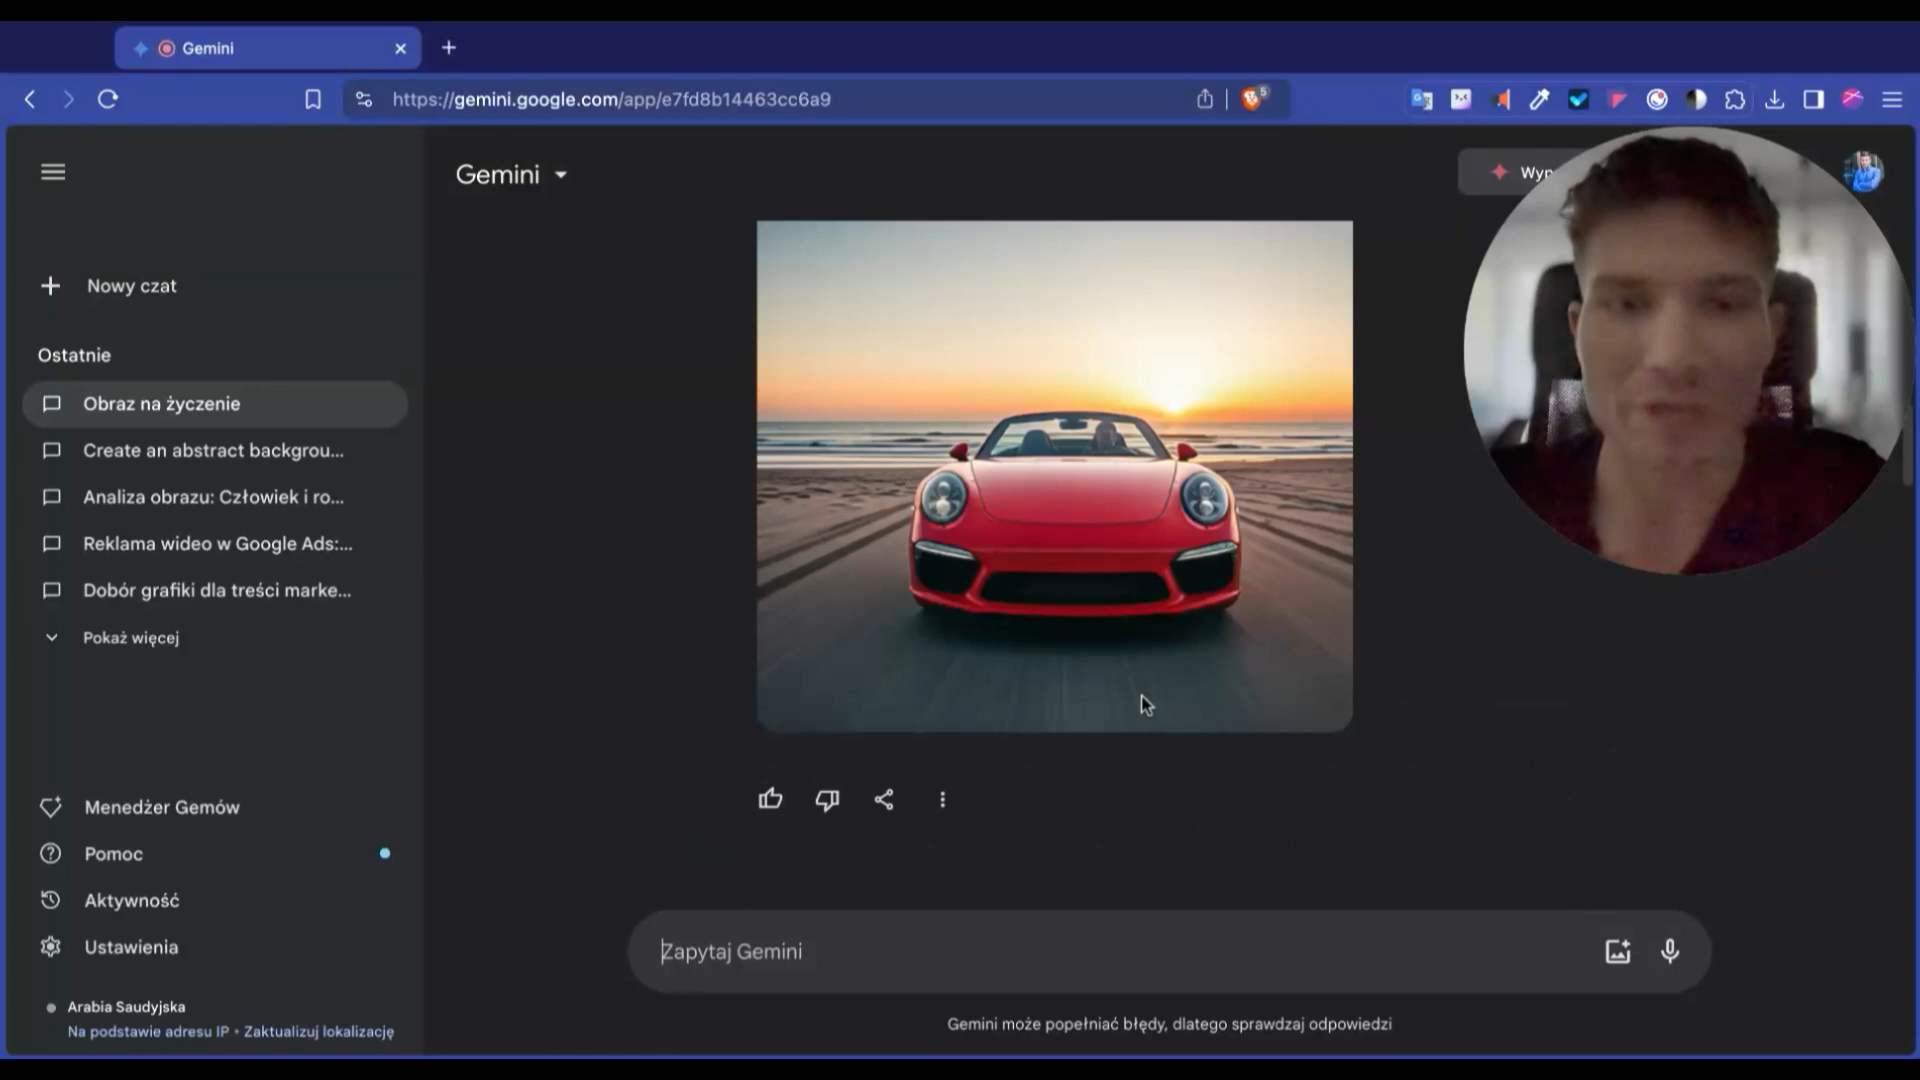 Gemini
https://gemini.google.com/app/e7fd8b14463cc6a9
5
Gemini
Nowy czat
Ostatnie
Obraz na życzenie
Create an abstract backgrou...
Analiza obrazu: Człowiek i ro...
Reklama wideo w Google Ads:...
Dobór grafiki dla treści marke...
Pokaż więcej
Menedżer Gemów
Pomoc
Aktywność
Ustawienia
Arabia Saudyjska
Na podstawie adresu IP • Zaktualizuj lokalizację
Zapytaj Gemini
Gemini może popełniać błędy, dlatego sprawdzaj odpowiedzi